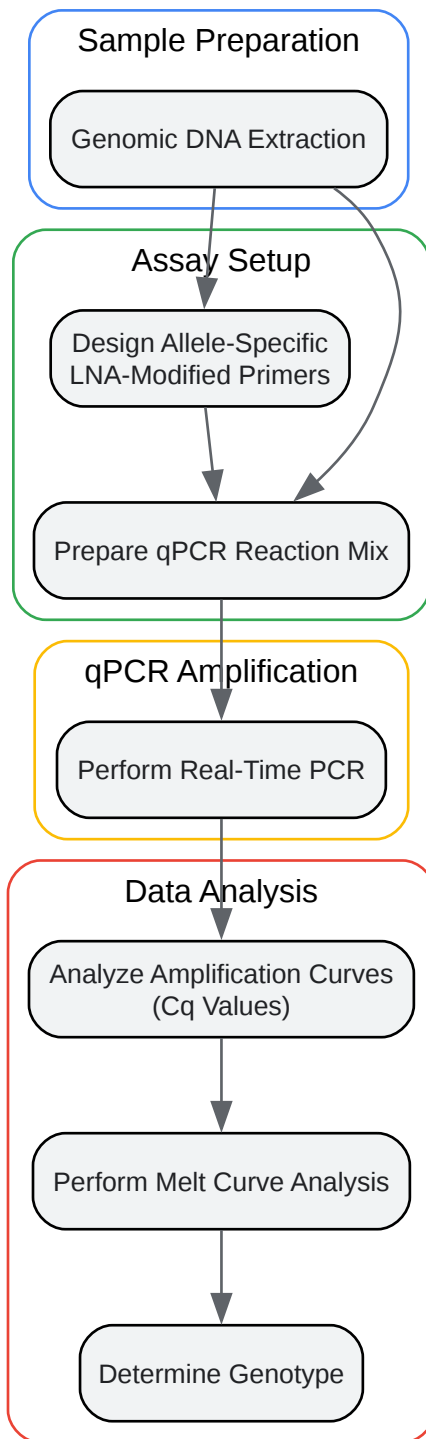 Sample Preparation
Genomic DNA Extraction
Assay Setup
Design Allele-Specific
LNA-Modified Primers
Prepare qPCR Reaction Mix
qPCR Amplification
Perform Real-Time PCR
Data Analysis
Analyze Amplification Curves
(Cq Values)
Perform Melt Curve Analysis
Determine Genotype